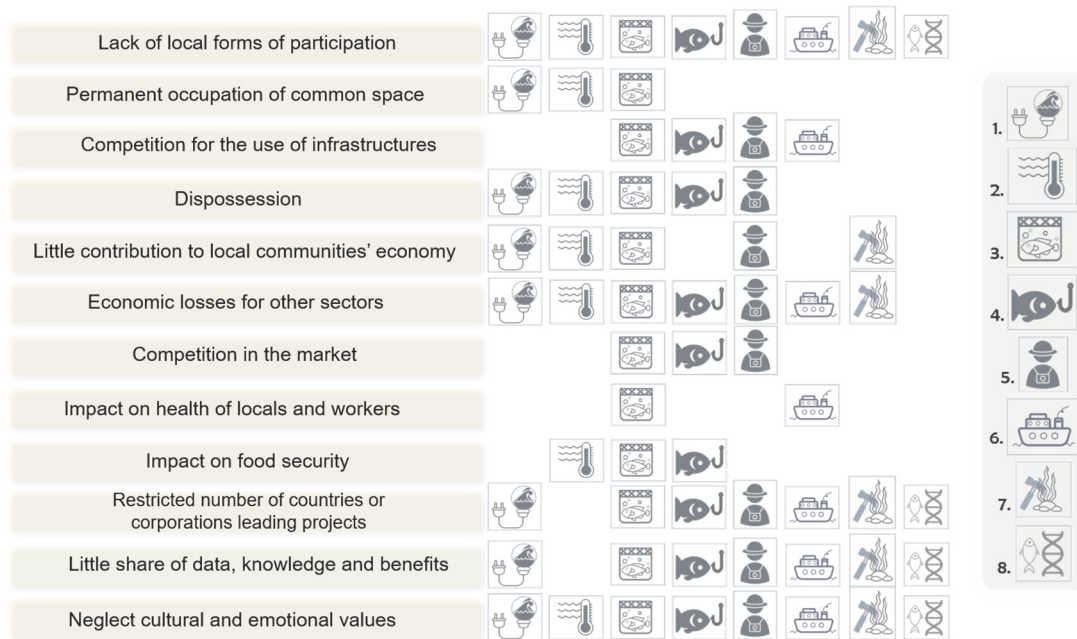 Lack of local forms of participation
Permanent occupation of common space
Competition for the use of infrastructures
Dispossession
Little contribution to local communities’ economy
Economic losses for other sectors
Competition in the market
Impact on health of locals and workers
Impact on food security
Restricted number of countries or
corporations leading projects
Little share of data, knowledge and benefits
Neglect cultural and emotional values
1.
2.
3.
4.
5.
6.
7.
8.